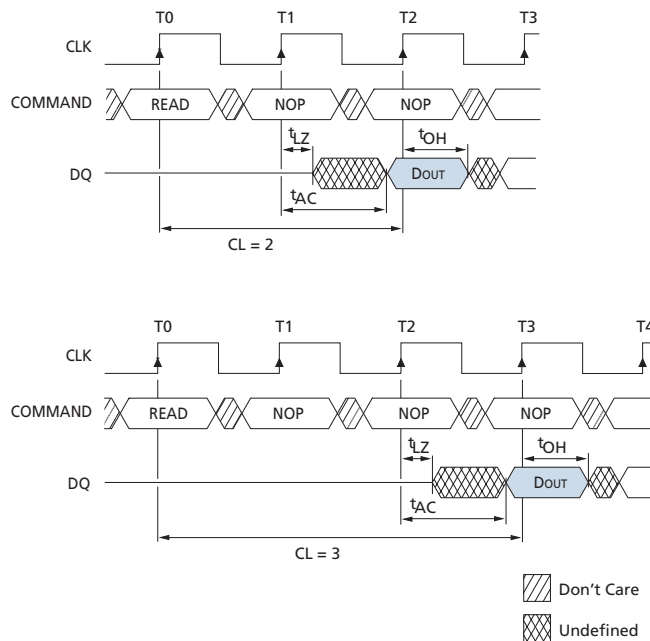 T0 T1 T2 T3
CLK
COMMAND READ NOP NOP
tLZ tOH
DQ DOUT
tAC
CL = 2
T0 T1 T2 T3 T4
CLK
COMMAND READ NOP NOP NOP
tLZ tOH
DQ DOUT
tAC
CL = 3
Don't Care
Undefined